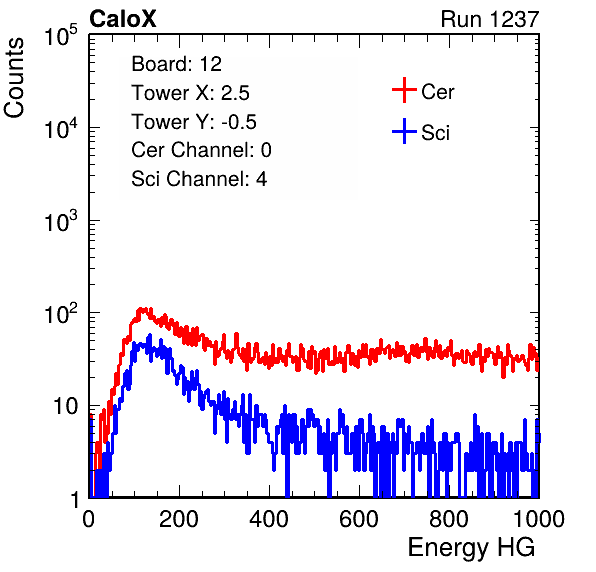 CaloX Run 1237
Counts
Board: 12
Tower X: 2.5
Tower Y: -0.5
Cer Channel: 0
Sci Channel: 4
Cer
Sci
10^5
10^4
10^3
10^2
10
1
0 200 400 600 800 1000
Energy HG